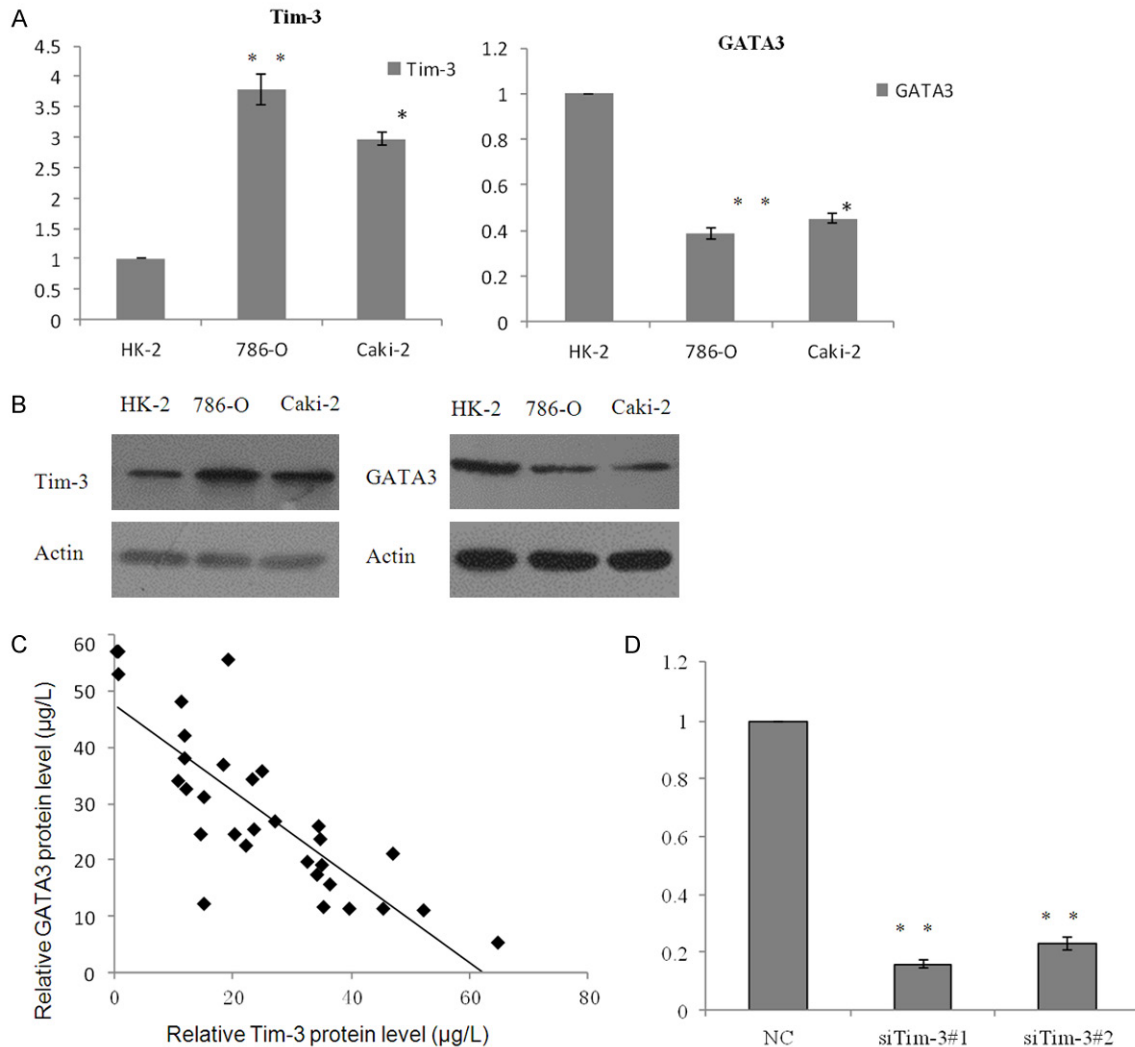 A
Tim-3
4.5
4
3.5
3
2.5
2
1.5
1
0.5
0
* *
*
Tim-3
HK-2 786-O Caki-2
GATA3
1.2
1
0.8
0.6
0.4
0.2
0
* *
*
GATA3
HK-2 786-O Caki-2
B
HK-2 786-O Caki-2
Tim-3
Actin
HK-2 786-O Caki-2
GATA3
Actin
C
Relative GATA3 protein level (µg/L)
60
50
40
30
20
10
0
0 20 40 60 80
Relative Tim-3 protein level (µg/L)
D
1.2
1
0.8
0.6
0.4
0.2
0
* *
* *
NC siTim-3#1 siTim-3#2